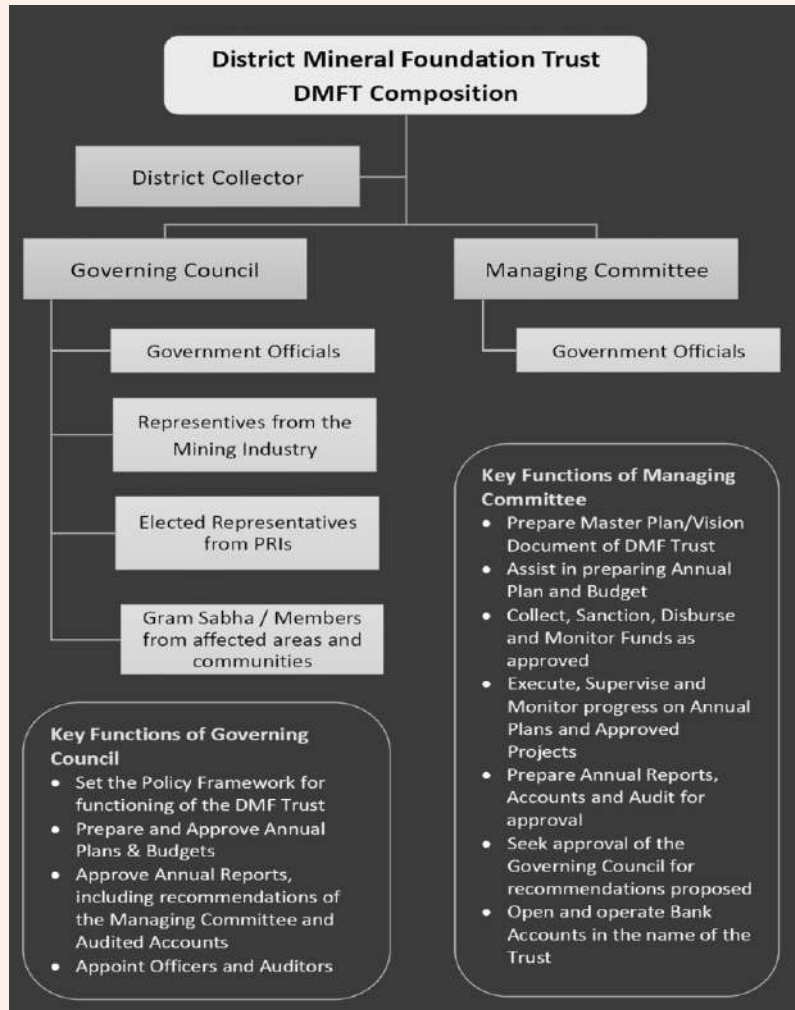 District Mineral Foundation Trust
DMFT Composition
District Collector
Governing Council
Managing Committee
Government Officials
Representives from the
Mining Industry
Elected Representatives
from PRIs
Gram Sabha / Members
from affected areas and
communities
Government Officials
Key Functions of Governing
Council
• Set the Policy Framework for
functioning of the DMF Trust
• Prepare and Approve Annual
Plans & Budgets
• Approve Annual Reports,
including recommendations of
the Managing Committee and
Audited Accounts
• Appoint Officers and Auditors
Key Functions of Managing
Committee
• Prepare Master Plan/Vision
Document of DMF Trust
• Assist in preparing Annual
Plan and Budget
• Collect, Sanction, Disburse
and Monitor Funds as
approved
• Execute, Supervise and
Monitor progress on Annual
Plans and Approved
Projects
• Prepare Annual Reports,
Accounts and Audit for
approval
• Seek approval of the
Governing Council for
recommendations proposed
• Open and operate Bank
Accounts in the name of the
Trust